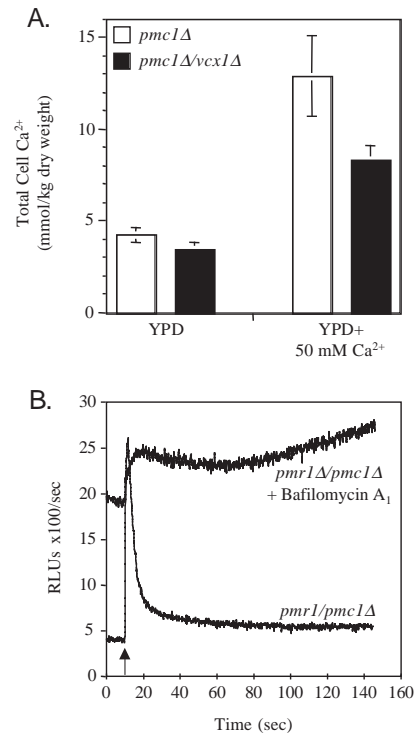 A.
pmc1Δ
pmc1Δ/vcx1Δ
Total Cell Ca²⁺
(mmol/kg dry weight)
15
10
5
0
YPD
YPD+
50 mM Ca²⁺
B.
RLUs x100/sec
30
25
20
15
10
5
0
pmr1Δ/pmc1Δ
+ Bafilomycin A₁
pmr1/pmc1Δ
0 20 40 60 80 100 120 140 160
Time (sec)